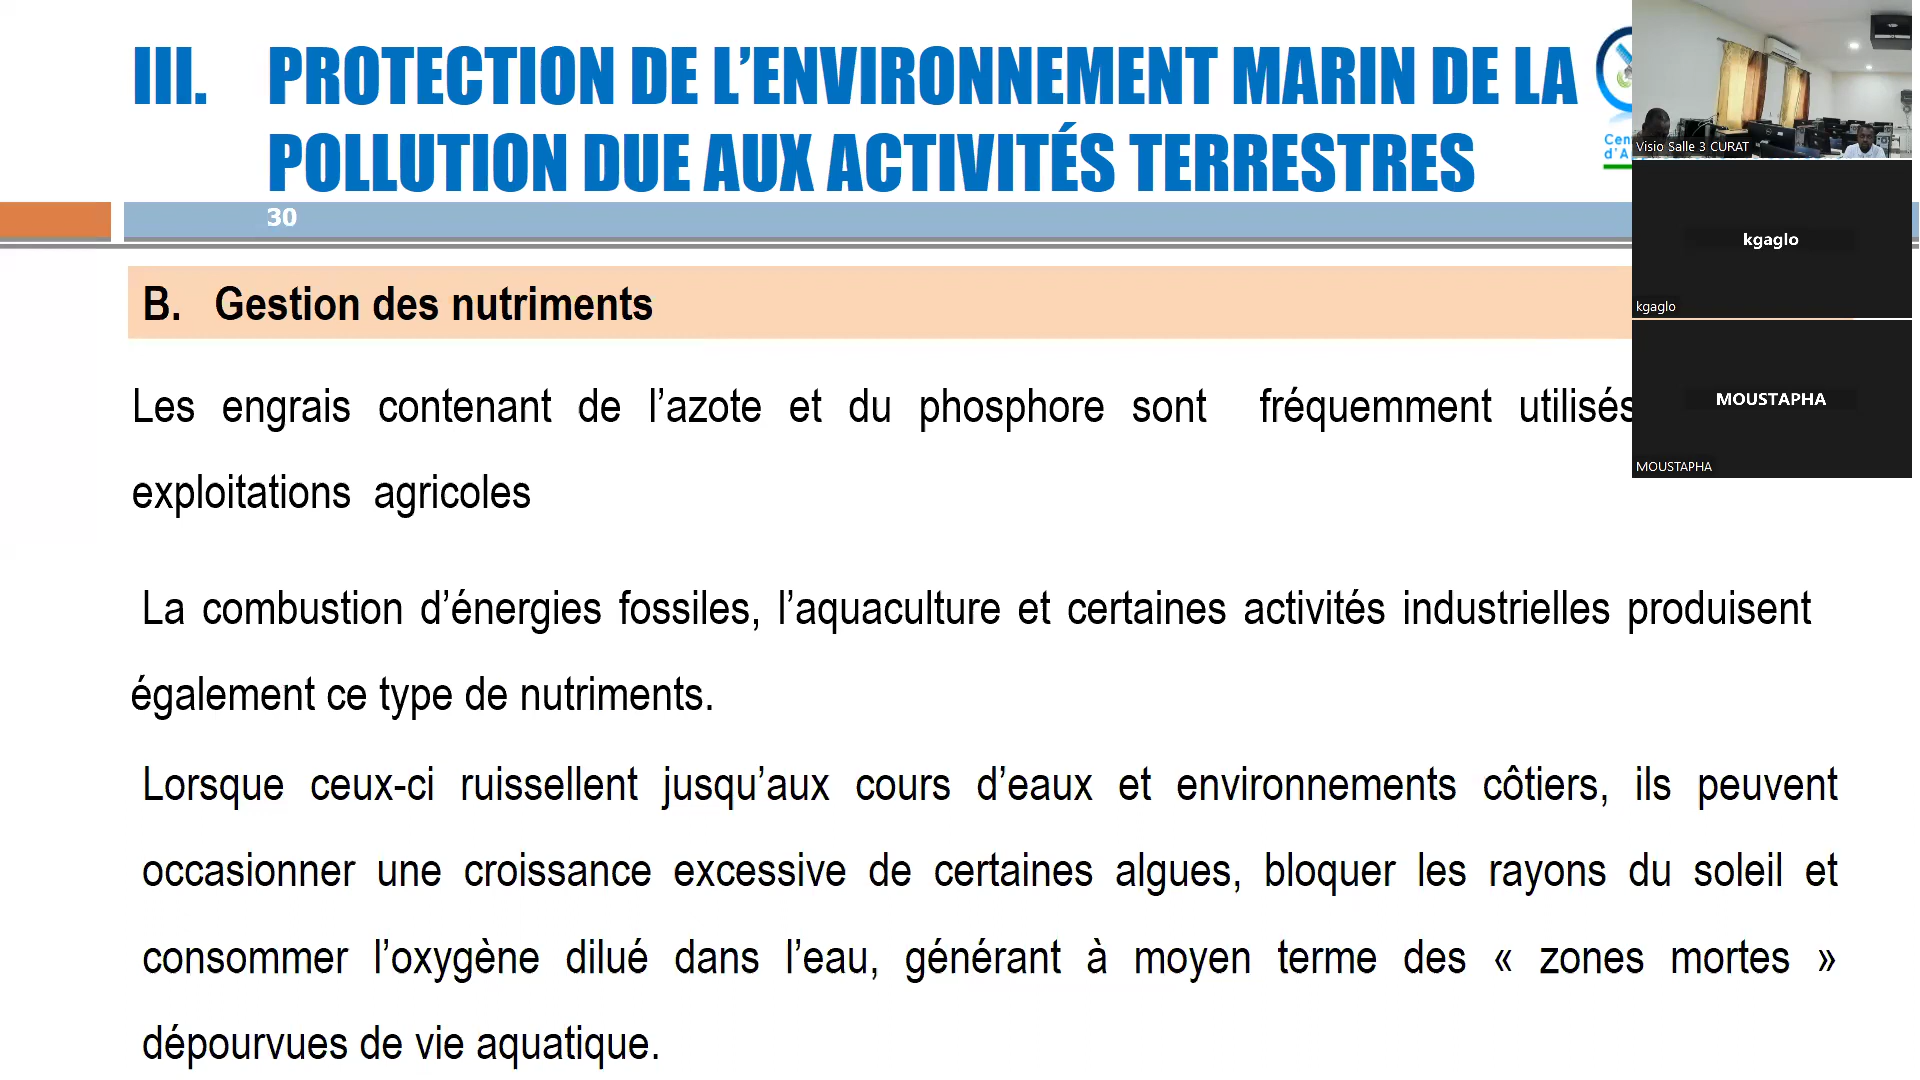 III. PROTECTION DE L’ENVIRONNEMENT MARIN DE LA
POLLUTION DUE AUX ACTIVITÉS TERRESTRES
30
B. Gestion des nutriments
Les engrais contenant de l’azote et du phosphore sont fréquemment utilisés
exploitations agricoles
La combustion d’énergies fossiles, l’aquaculture et certaines activités industrielles produisent
également ce type de nutriments.
Lorsque ceux-ci ruissellent jusqu’aux cours d’eaux et environnements côtiers, ils peuvent
occasionner une croissance excessive de certaines algues, bloquer les rayons du soleil et
consommer l’oxygène dilué dans l’eau, générant à moyen terme des « zones mortes »
dépourvues de vie aquatique.
Visio Salle 3 CURAT
kgaglo
kgaglo
MOUSTAPHA
MOUSTAPHA